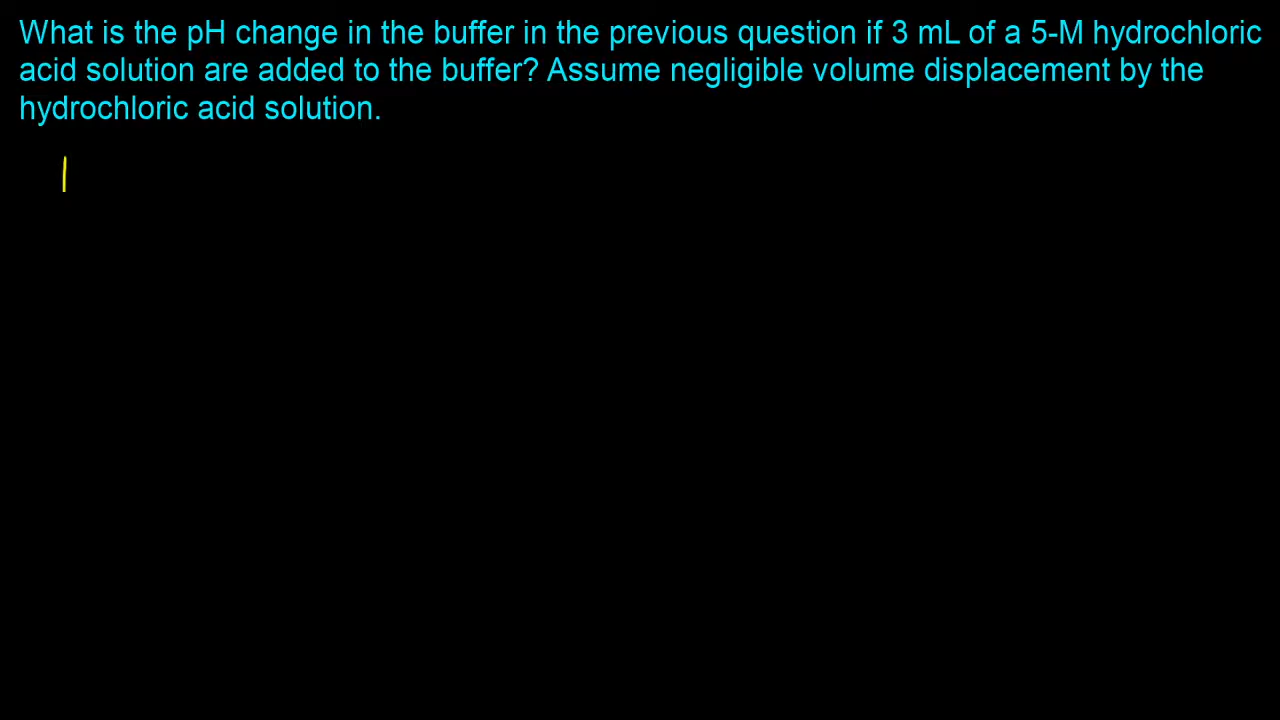 What is the pH change in the buffer in the previous question if 3 mL of a 5-M hydrochloric
acid solution are added to the buffer? Assume negligible volume displacement by the
hydrochloric acid solution.